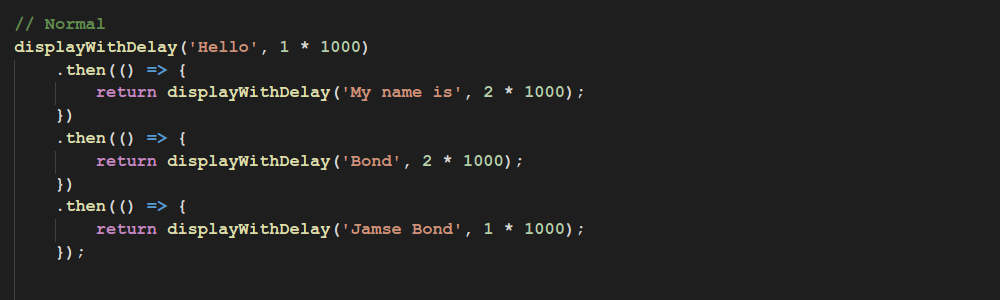 // Normal
displayWithDelay('Hello', 1 * 1000)
    .then(() => {
        return displayWithDelay('My name is', 2 * 1000);
    })
    .then(() => {
        return displayWithDelay('Bond', 2 * 1000);
    })
    .then(() => {
        return displayWithDelay('Jamse Bond', 1 * 1000);
    });